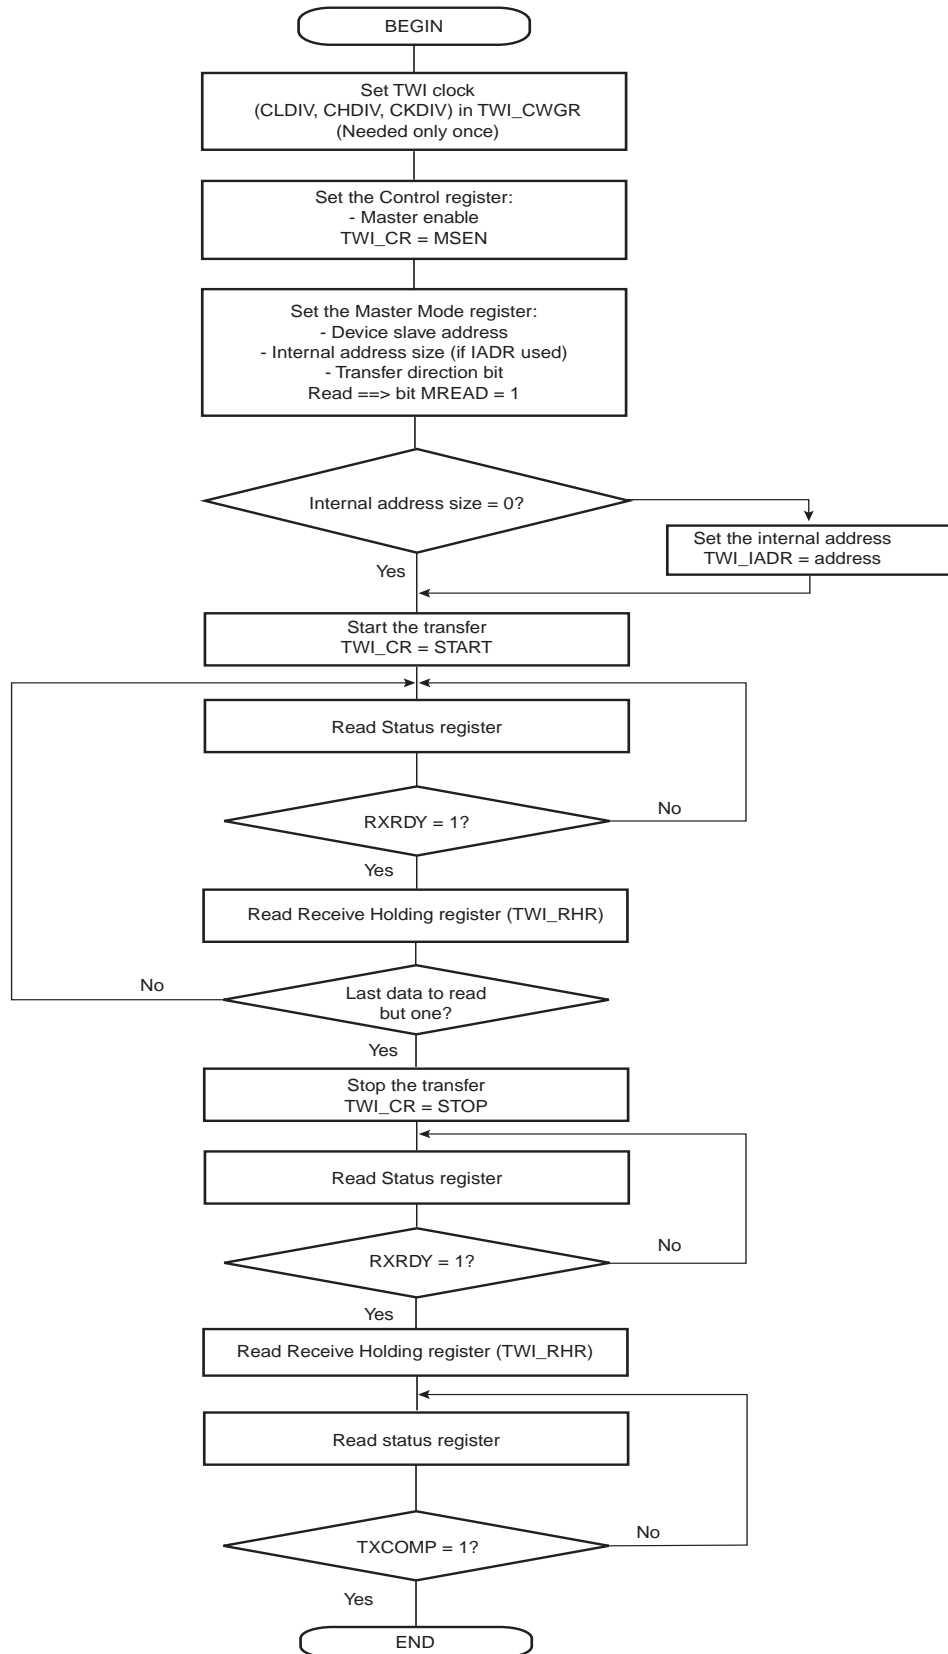 BEGIN
Set TWI clock
(CLDIV, CHDIV, CKDIV) in TWI_CWGR
(Needed only once)
Set the Control register:
- Master enable
TWI_CR = MSEN
Set the Master Mode register:
- Device slave address
- Internal address size (if IADR used)
- Transfer direction bit
Read ==> bit MREAD = 1
Internal address size = 0?
Set the internal address
TWI_IADR = address
Yes
Start the transfer
TWI_CR = START
Read Status register
RXRDY = 1?
No
Yes
Read Receive Holding register (TWI_RHR)
No
Last data to read
but one?
Yes
Stop the transfer
TWI_CR = STOP
Read Status register
RXRDY = 1?
No
Yes
Read Receive Holding register (TWI_RHR)
Read status register
TXCOMP = 1?
No
Yes
END